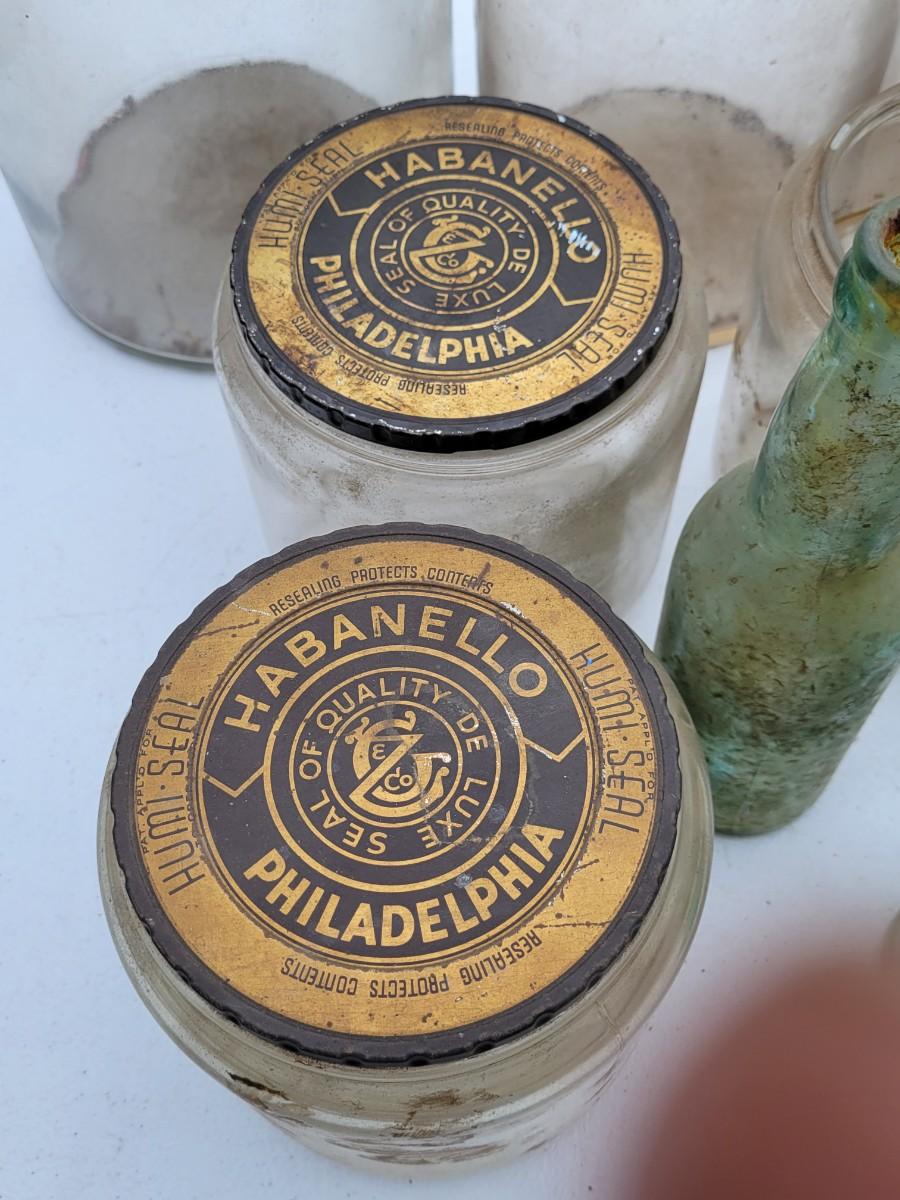 RESEALING PROTECTS CONTENTS
HUMI-SEAL
HABANELLO
SEAL OF QUALITY · DE LUXE
E
Co
PHILADELPHIA
HUMI-SEAL
RESEALING PROTECTS CONTENTS
RESEALING PROTECTS CONTENTS
PAT. APPL'D FOR
HUMI-SEAL
HABANELLO
SEAL OF QUALITY DE LUXE
E
Co
PHILADELPHIA
HUMI-SEAL
PAT. APPL'D FOR
RESEALING PROTECTS CONTENTS